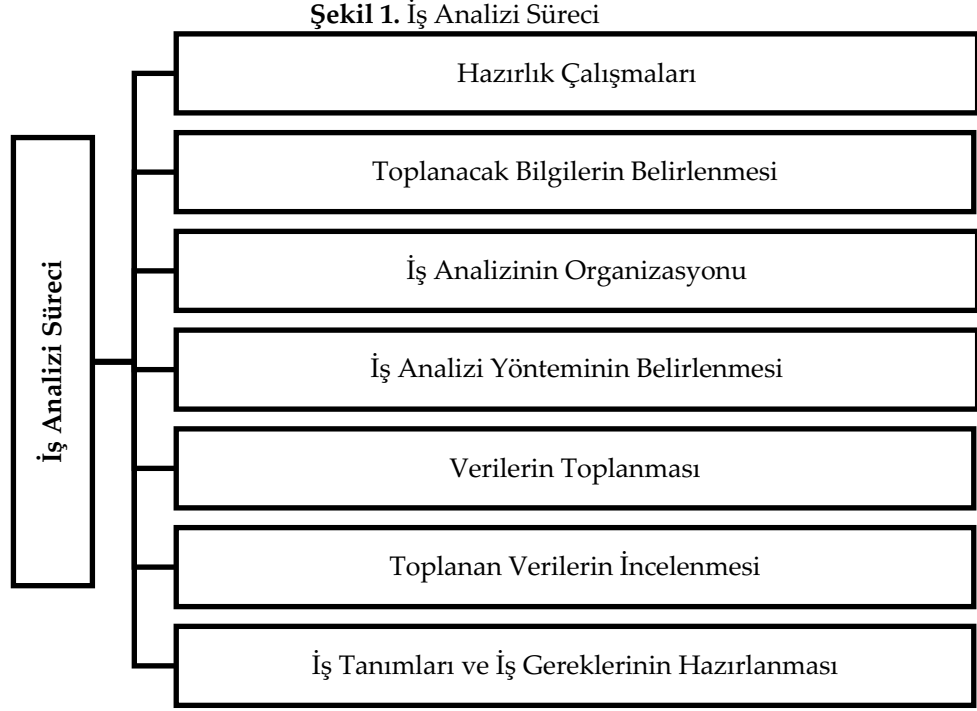 Şekil 1. İş Analizi Süreci
İş Analizi Süreci
Hazırlık Çalışmaları
Toplanacak Bilgilerin Belirlenmesi
İş Analizinin Organizasyonu
İş Analizi Yönteminin Belirlenmesi
Verilerin Toplanması
Toplanan Verilerin İncelenmesi
İş Tanımları ve İş Gereklerinin Hazırlanması